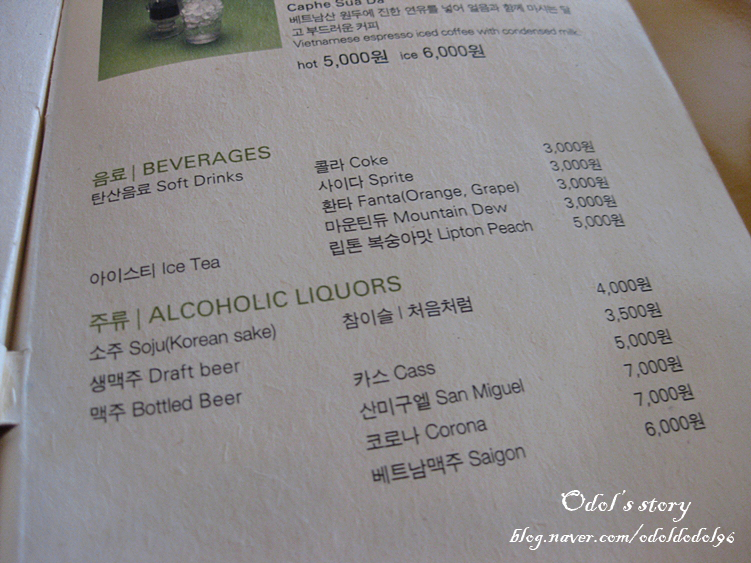 Caphe Sua Da
베트남산 원두에 진한 연유를 넣어 얼음과 함께 마시는 달
고 부드러운 커피
Vietnamese espresso iced coffee with condensed milk
hot 5,000원 ice 6,000원
음료 | BEVERAGES
탄산음료 Soft Drinks 콜라 Coke 3,000원
사이다 Sprite 3,000원
환타 Fanta(Orange, Grape) 3,000원
마운틴듀 Mountain Dew 3,000원
아이스티 Ice Tea 립톤 복숭아맛 Lipton Peach 5,000원
주류 | ALCOHOLIC LIQUORS
소주 Soju(Korean sake) 참이슬 | 처음처럼 4,000원
생맥주 Draft beer 3,500원
맥주 Bottled Beer 카스 Cass 5,000원
산미구엘 San Miguel 7,000원
코로나 Corona 7,000원
베트남맥주 Saigon 6,000원
Odol's story
blog.naver.com/odoldodol96